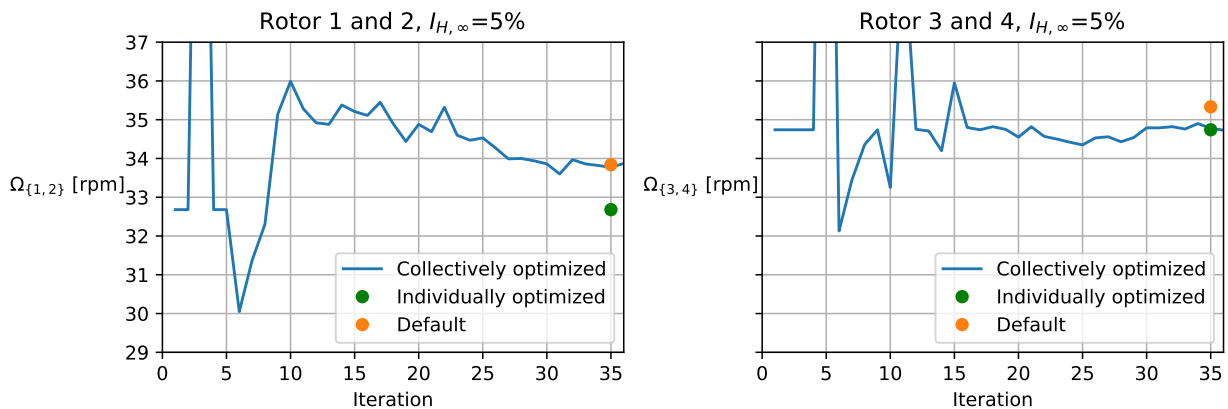 Rotor 1 and 2, I_{H,∞}=5%
37
36
35
34
33
32
31
30
29
Ω_{{1,2}} [rpm]
0 5 10 15 20 25 30 35
Iteration
Collectively optimized
Individually optimized
Default
Rotor 3 and 4, I_{H,∞}=5%
Ω_{{3,4}} [rpm]
0 5 10 15 20 25 30 35
Iteration
Collectively optimized
Individually optimized
Default